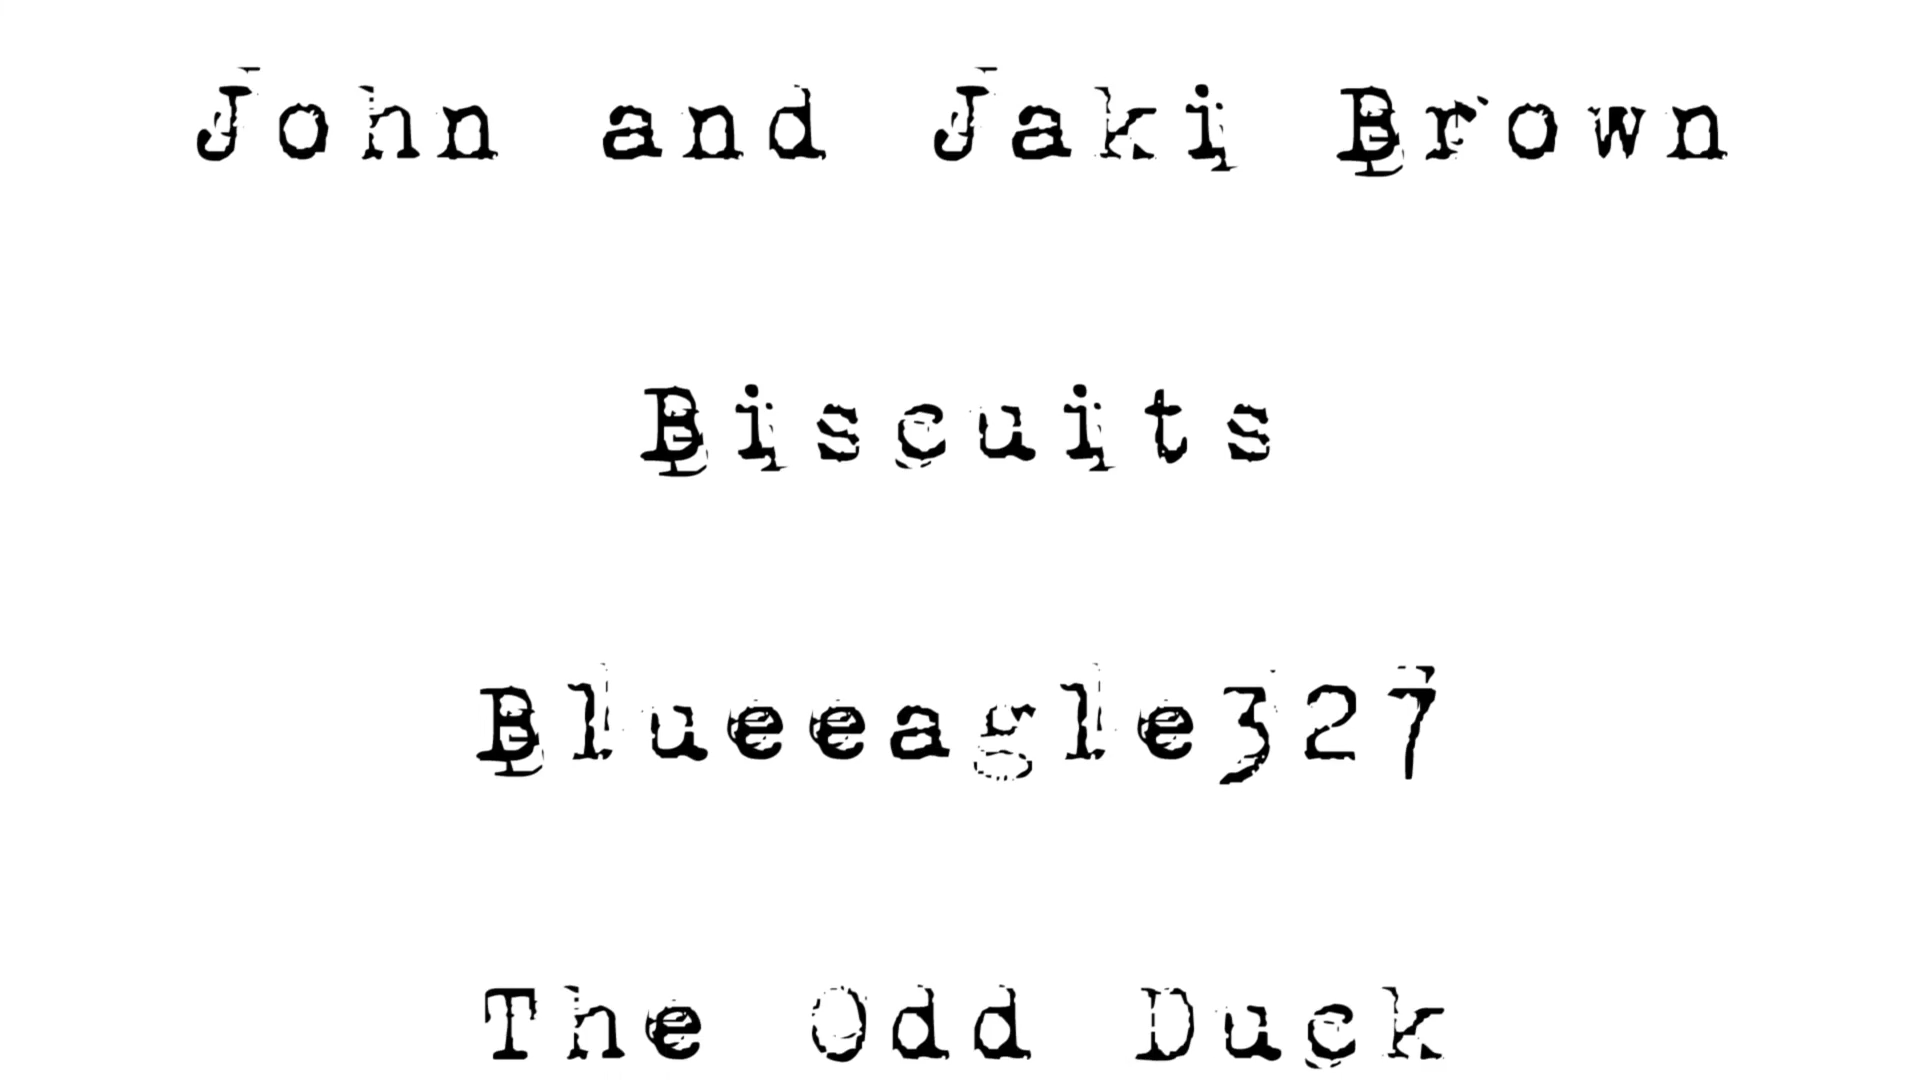 John and Jaki Brown
Biscuits
Blueeagle327
The Odd Duck